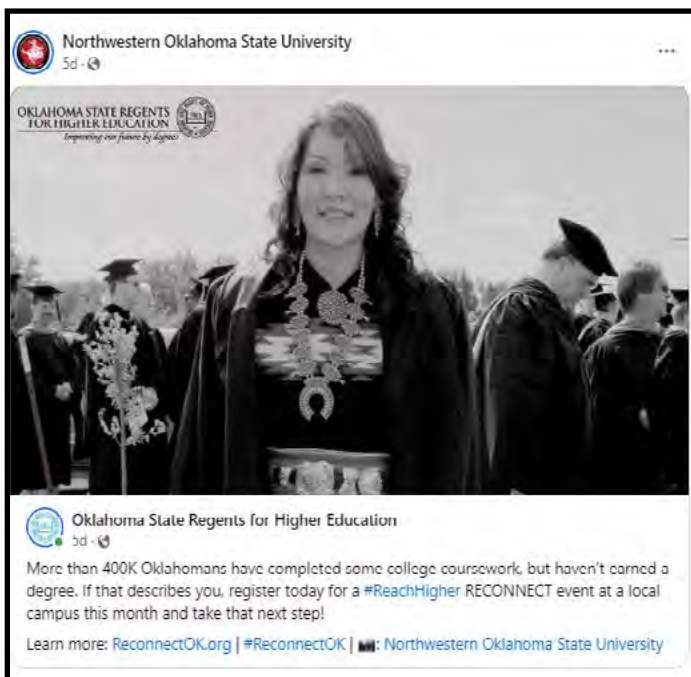 Northwestern Oklahoma State University
5d
OKLAHOMA STATE REGENTS
FOR HIGHER EDUCATION
Improving our future by degrees
Oklahoma State Regents for Higher Education
5d
More than 400K Oklahomans have completed some college coursework, but haven't earned a
degree. If that describes you, register today for a #ReachHigher RECONNECT event at a local
campus this month and take that next step!
Learn more: ReconnectOK.org | #ReconnectOK | 📷: Northwestern Oklahoma State University